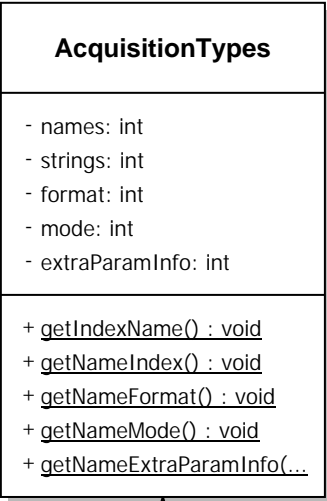 AcquisitionTypes
- names: int
- strings: int
- format: int
- mode: int
- extraParamInfo: int
+ getIndexName() : void
+ getNameIndex() : void
+ getNameFormat() : void
+ getNameMode() : void
+ getNameExtraParamInfo(...